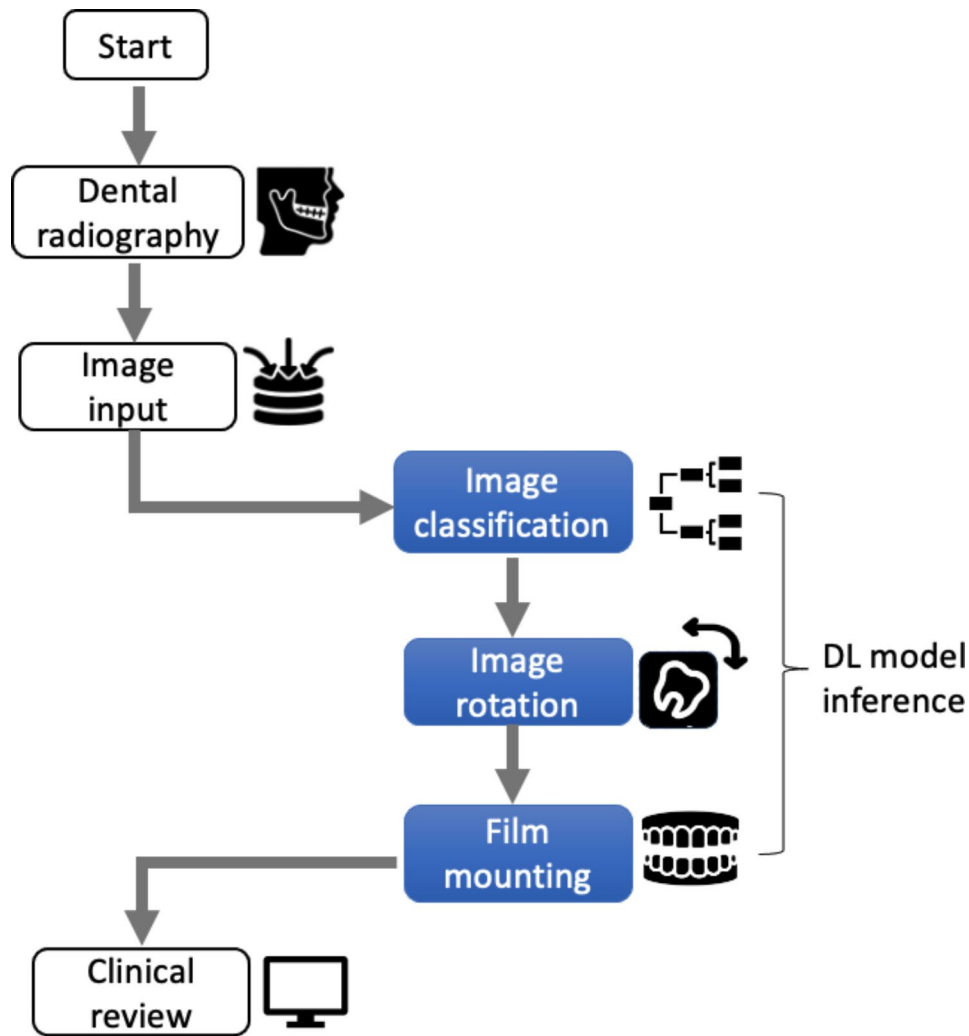 Start
Dental
radiography
Image
input
Image
classification
Image
rotation
DL model
inference
Film
mounting
Clinical
review